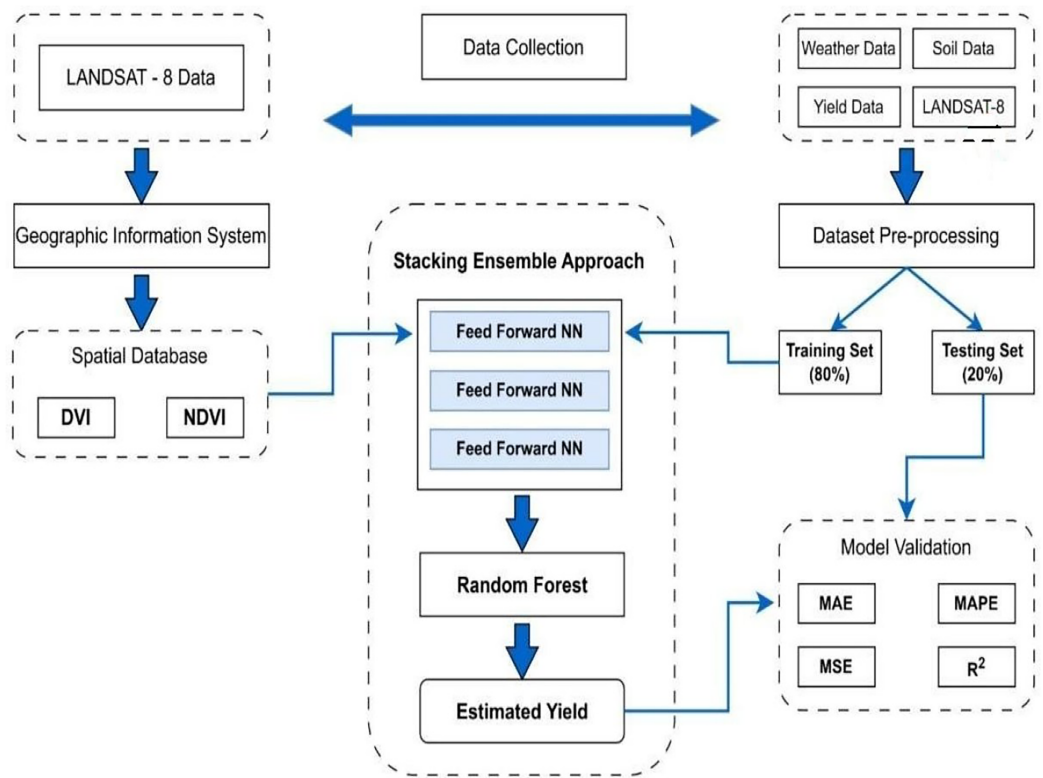 LANDSAT - 8 Data
Data Collection
Weather Data
Soil Data
Yield Data
LANDSAT-8
Geographic Information System
Dataset Pre-processing
Stacking Ensemble Approach
Feed Forward NN
Feed Forward NN
Feed Forward NN
Spatial Database
DVI
NDVI
Training Set
(80%)
Testing Set
(20%)
Random Forest
Estimated Yield
Model Validation
MAE
MAPE
MSE
R²